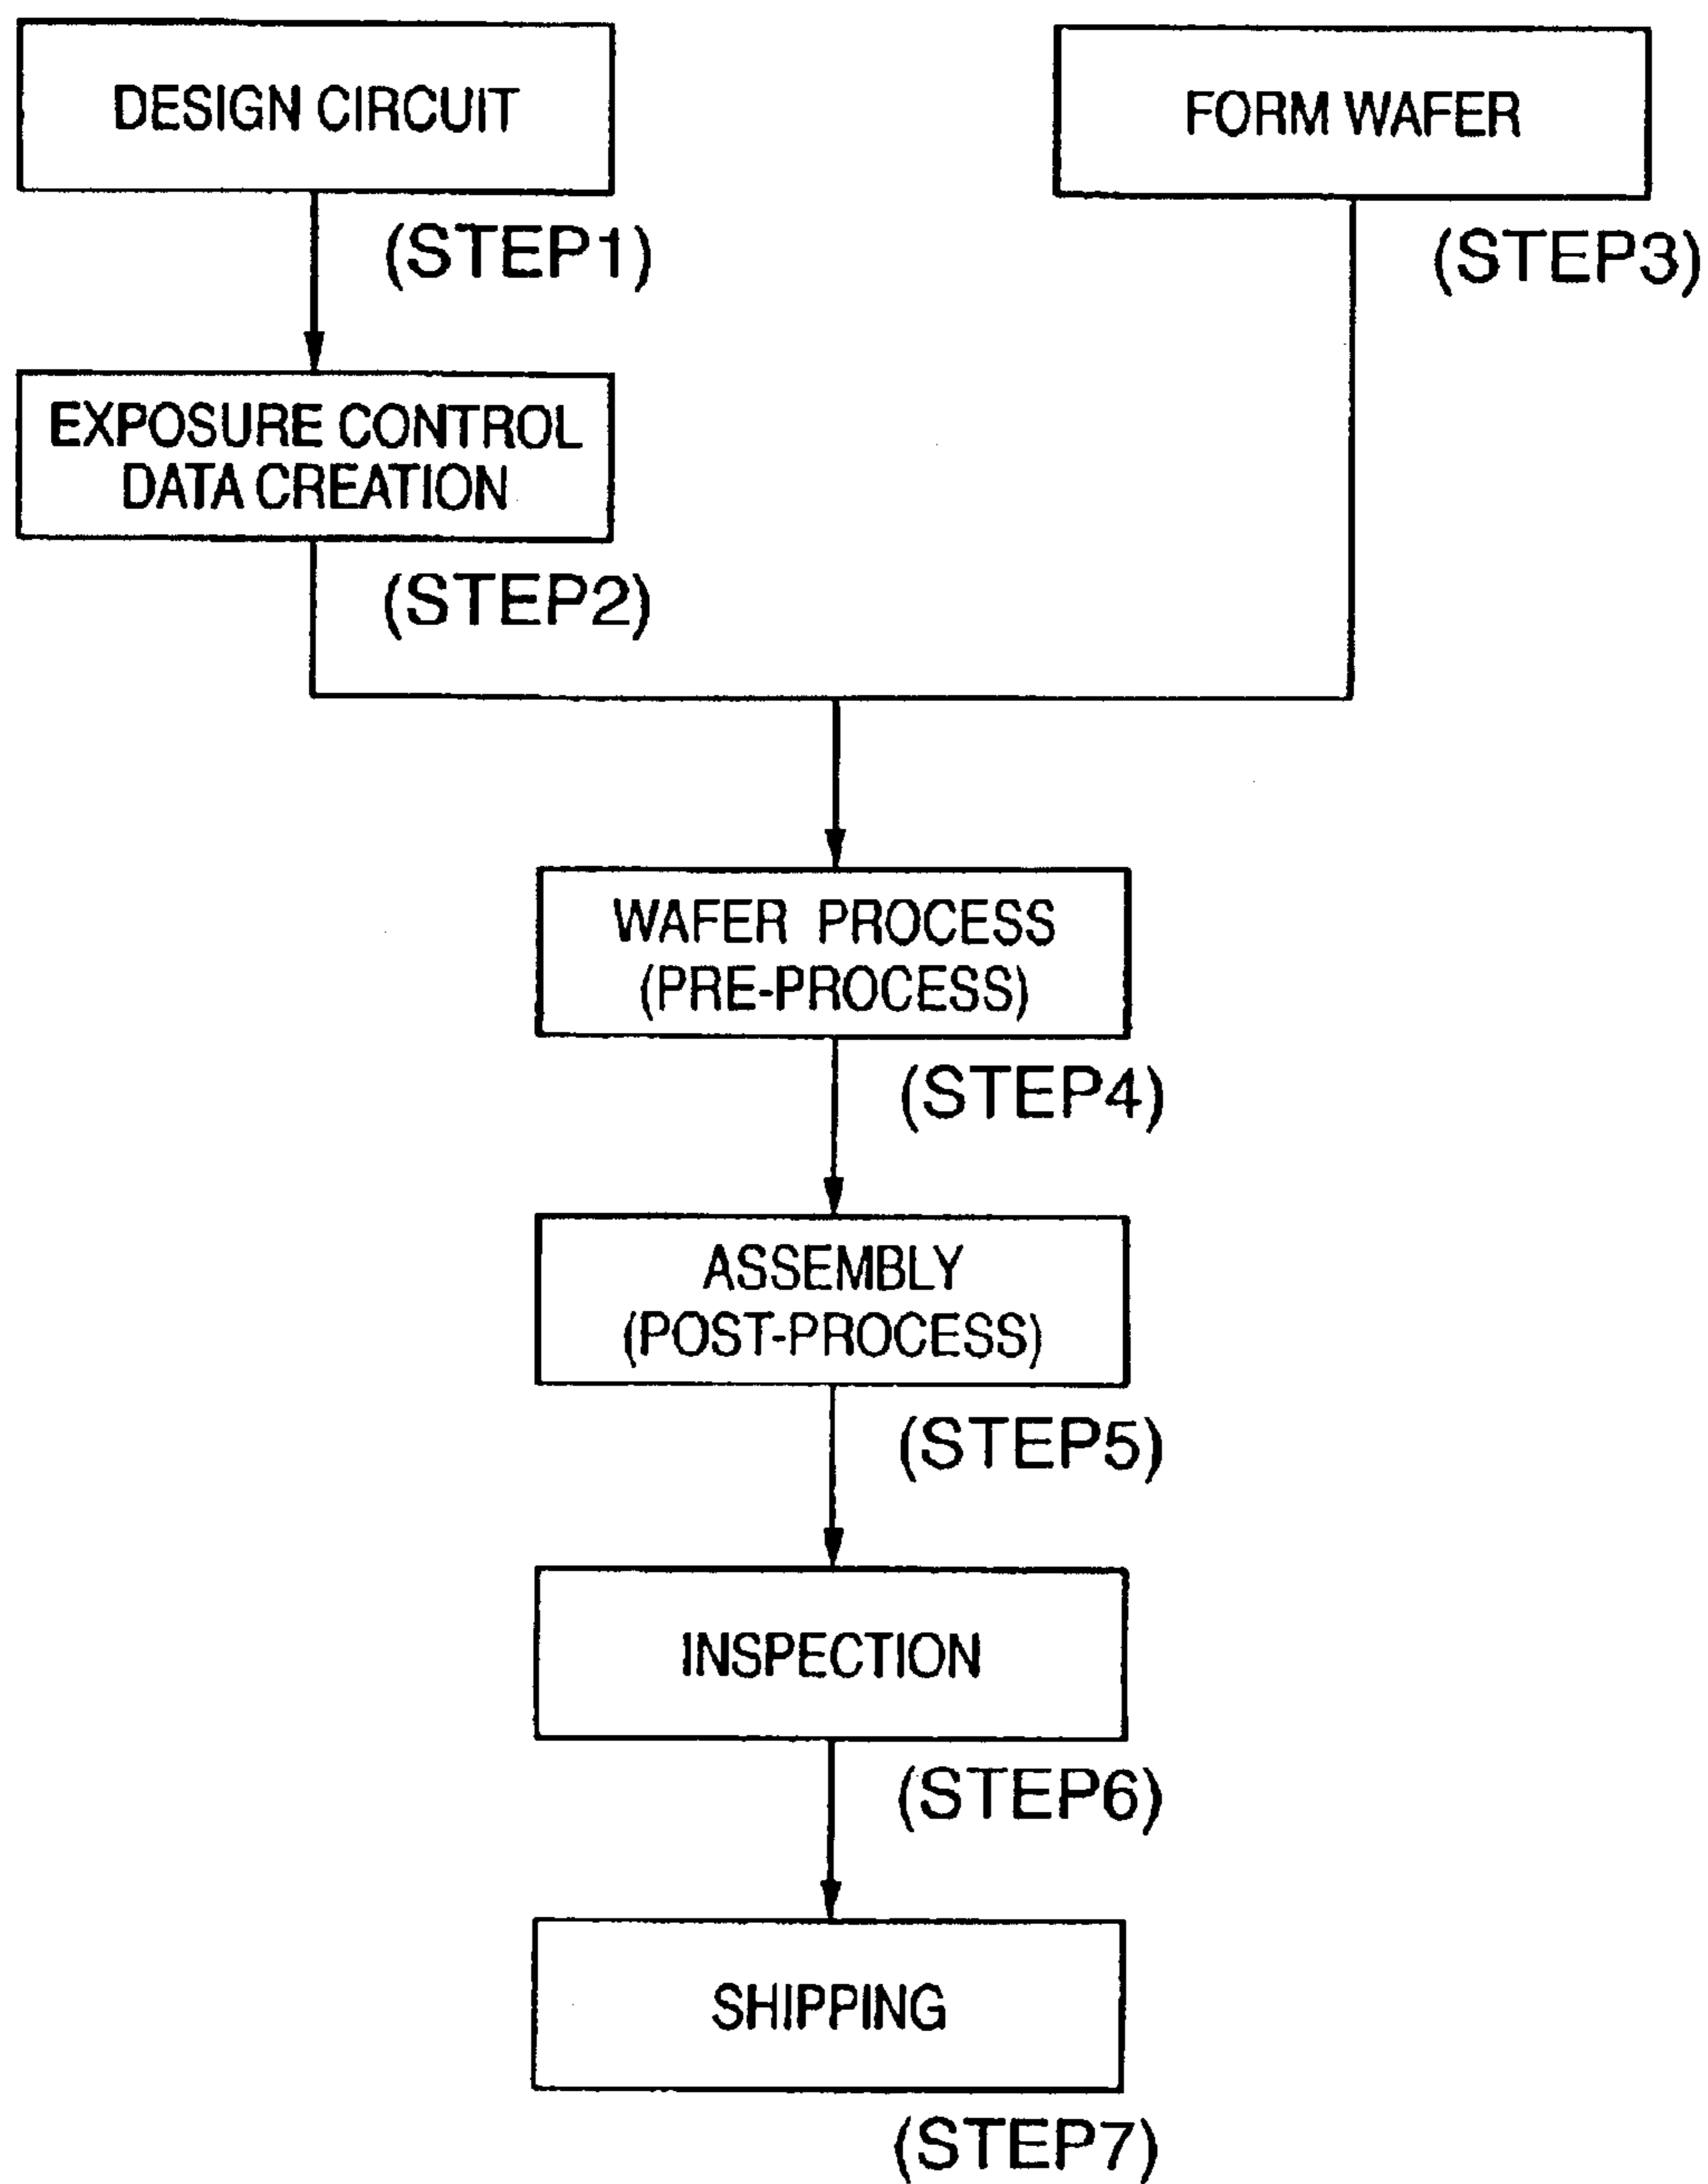 DESIGN CIRCUIT
(STEP1)
FORM WAFER
(STEP3)
EXPOSURE CONTROL
DATA CREATION
(STEP2)
WAFER PROCESS
(PRE-PROCESS)
(STEP4)
ASSEMBLY
(POST-PROCESS)
(STEP5)
INSPECTION
(STEP6)
SHIPPING
(STEP7)